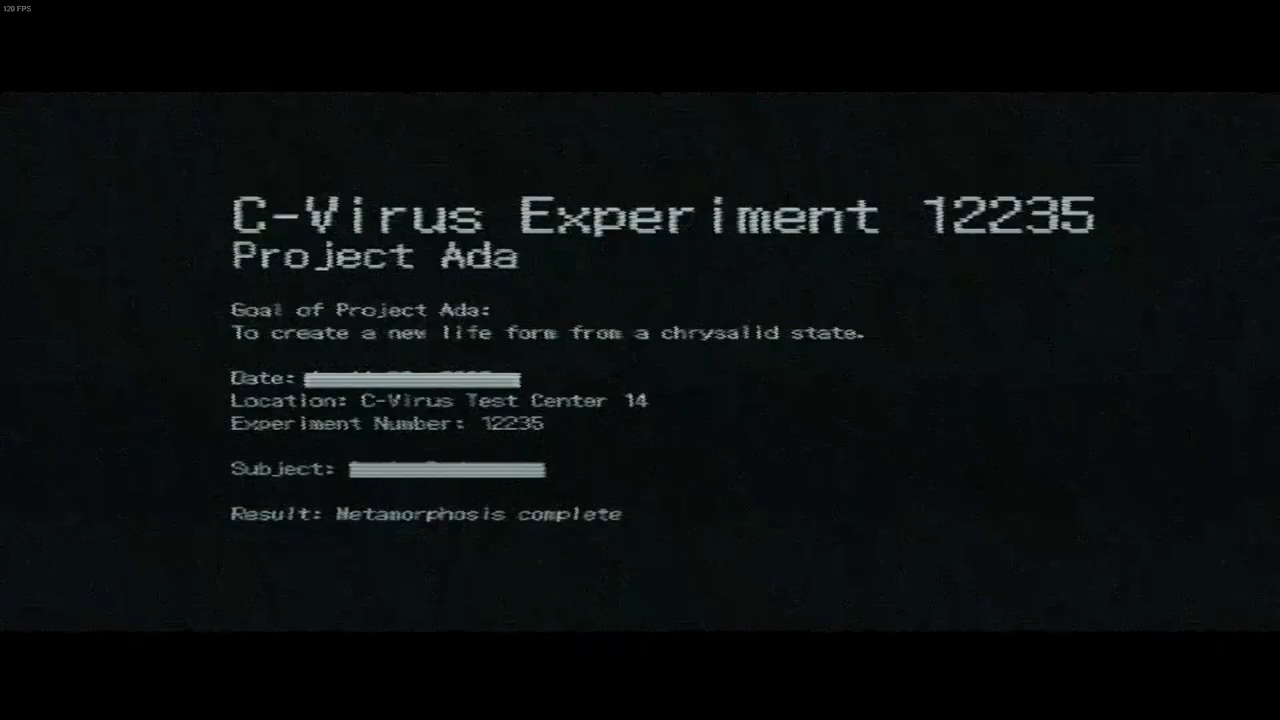 120 FPS
C-Virus Experiment 12235
Project Ada
Goal of Project Ada:
To create a new life form from a chrysalid state.
Date:
Location: C-Virus Test Center 14
Experiment Number: 12235
Subject:
Result: Metamorphosis complete